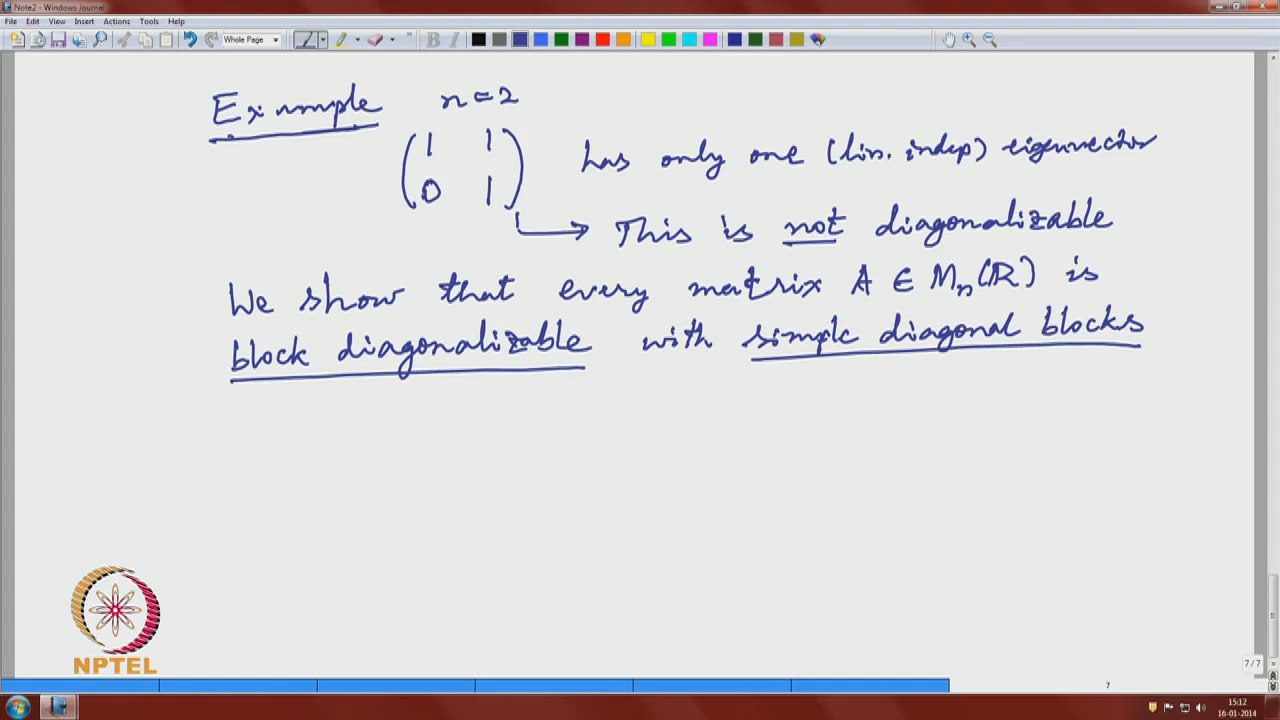 Note2 - Windows Journal
File Edit View Insert Actions Tools Help
Whole Page
B I
Example n=2
(1 1
0 1) has only one (lin. indep) eigenvector
This is not diagonalizable
We show that every matrix A ∈ Mn(ℝ) is
block diagonalizable with simple diagonal blocks
NPTEL
7/7
7
15:12
16-01-2014